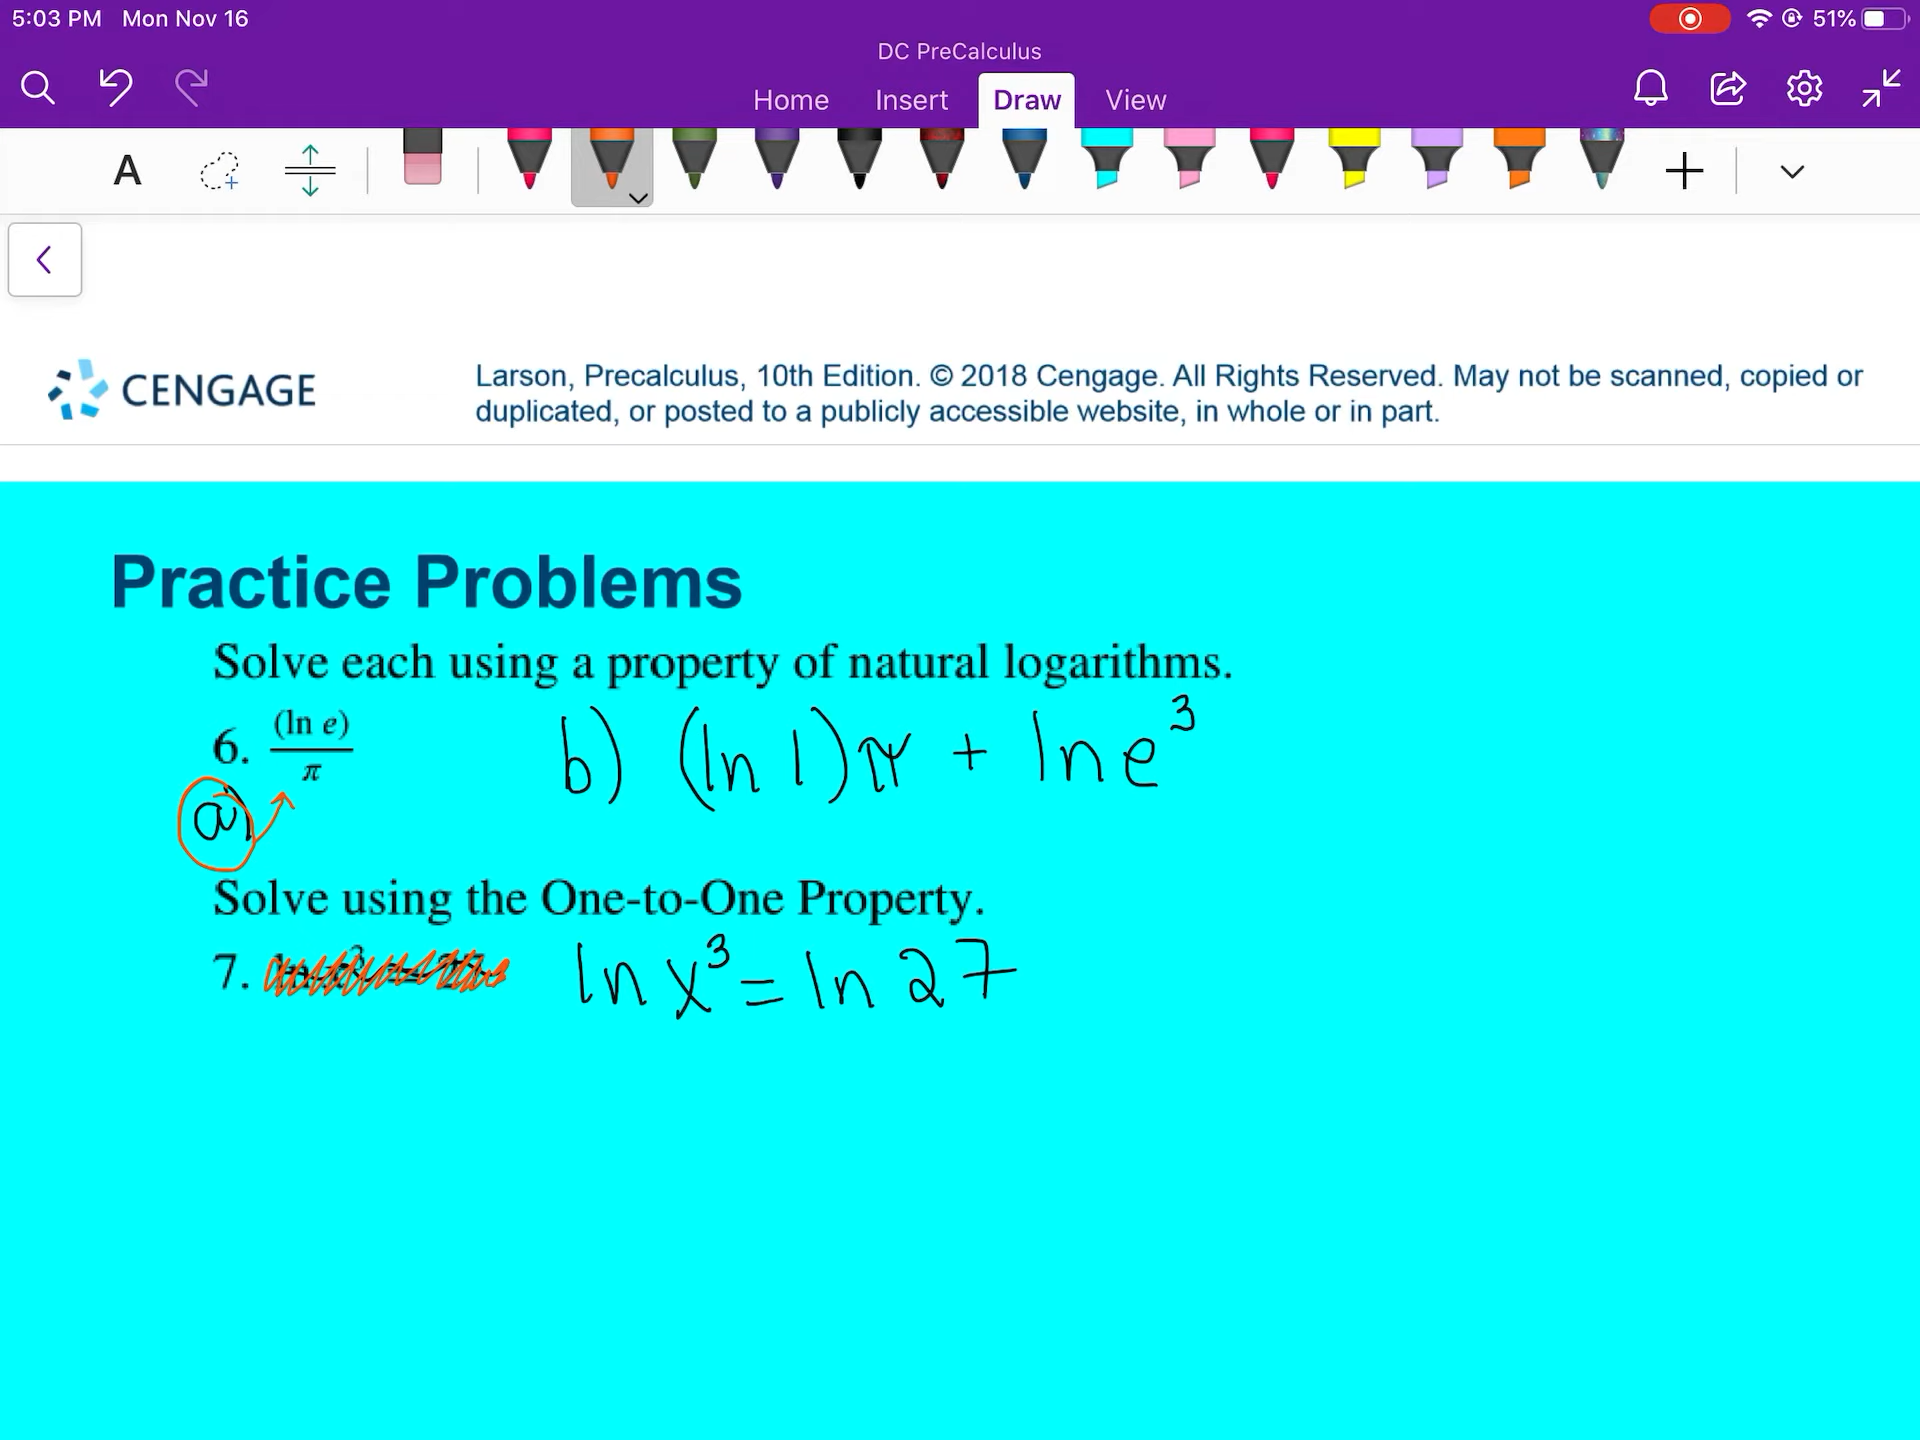 5:03 PM Mon Nov 16
51%
DC PreCalculus
Home Insert Draw View
A
CENGAGE
Larson, Precalculus, 10th Edition. © 2018 Cengage. All Rights Reserved. May not be scanned, copied or
duplicated, or posted to a publicly accessible website, in whole or in part.
Practice Problems
Solve each using a property of natural logarithms.
6. (ln e)/π b) (ln 1)π + ln e³
a)
Solve using the One-to-One Property.
7. ln x³ = ln 27